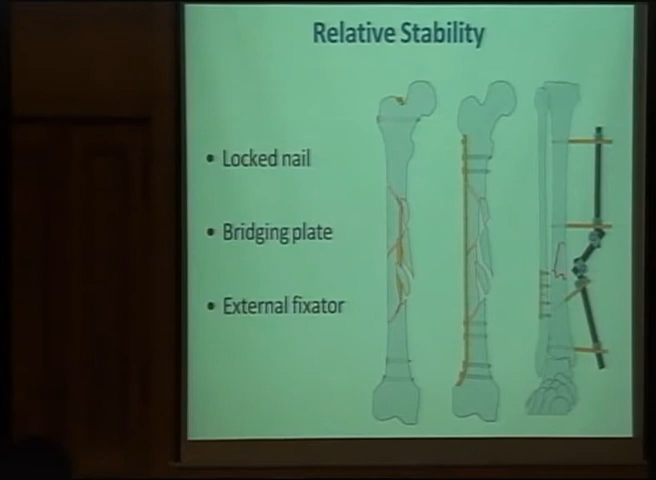 Relative Stability
• Locked nail
• Bridging plate
• External fixator